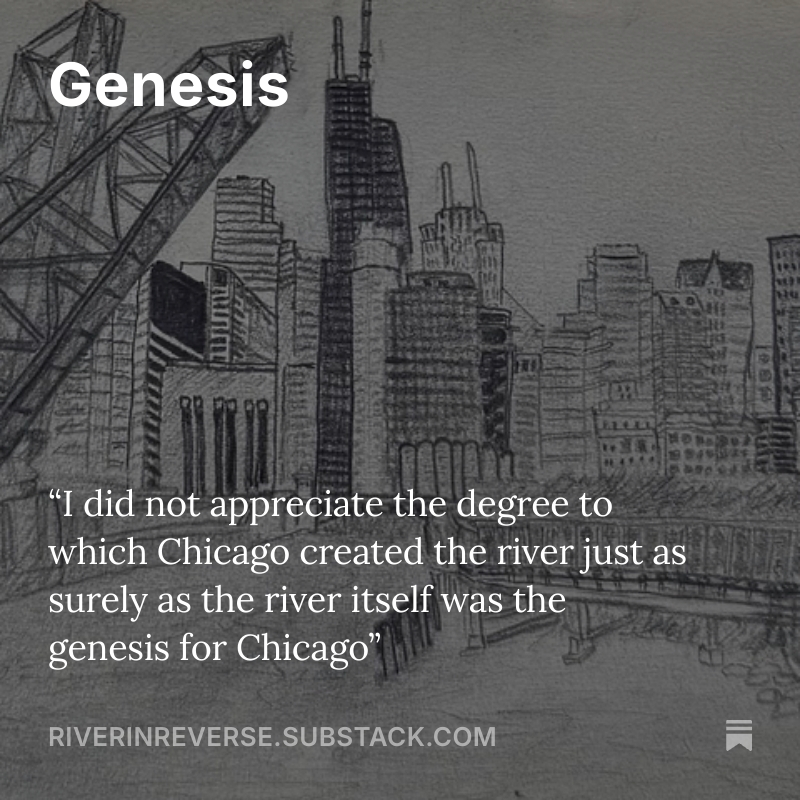 Genesis
“I did not appreciate the degree to
which Chicago created the river just as
surely as the river itself was the
genesis for Chicago”
RIVERINREVERSE.SUBSTACK.COM